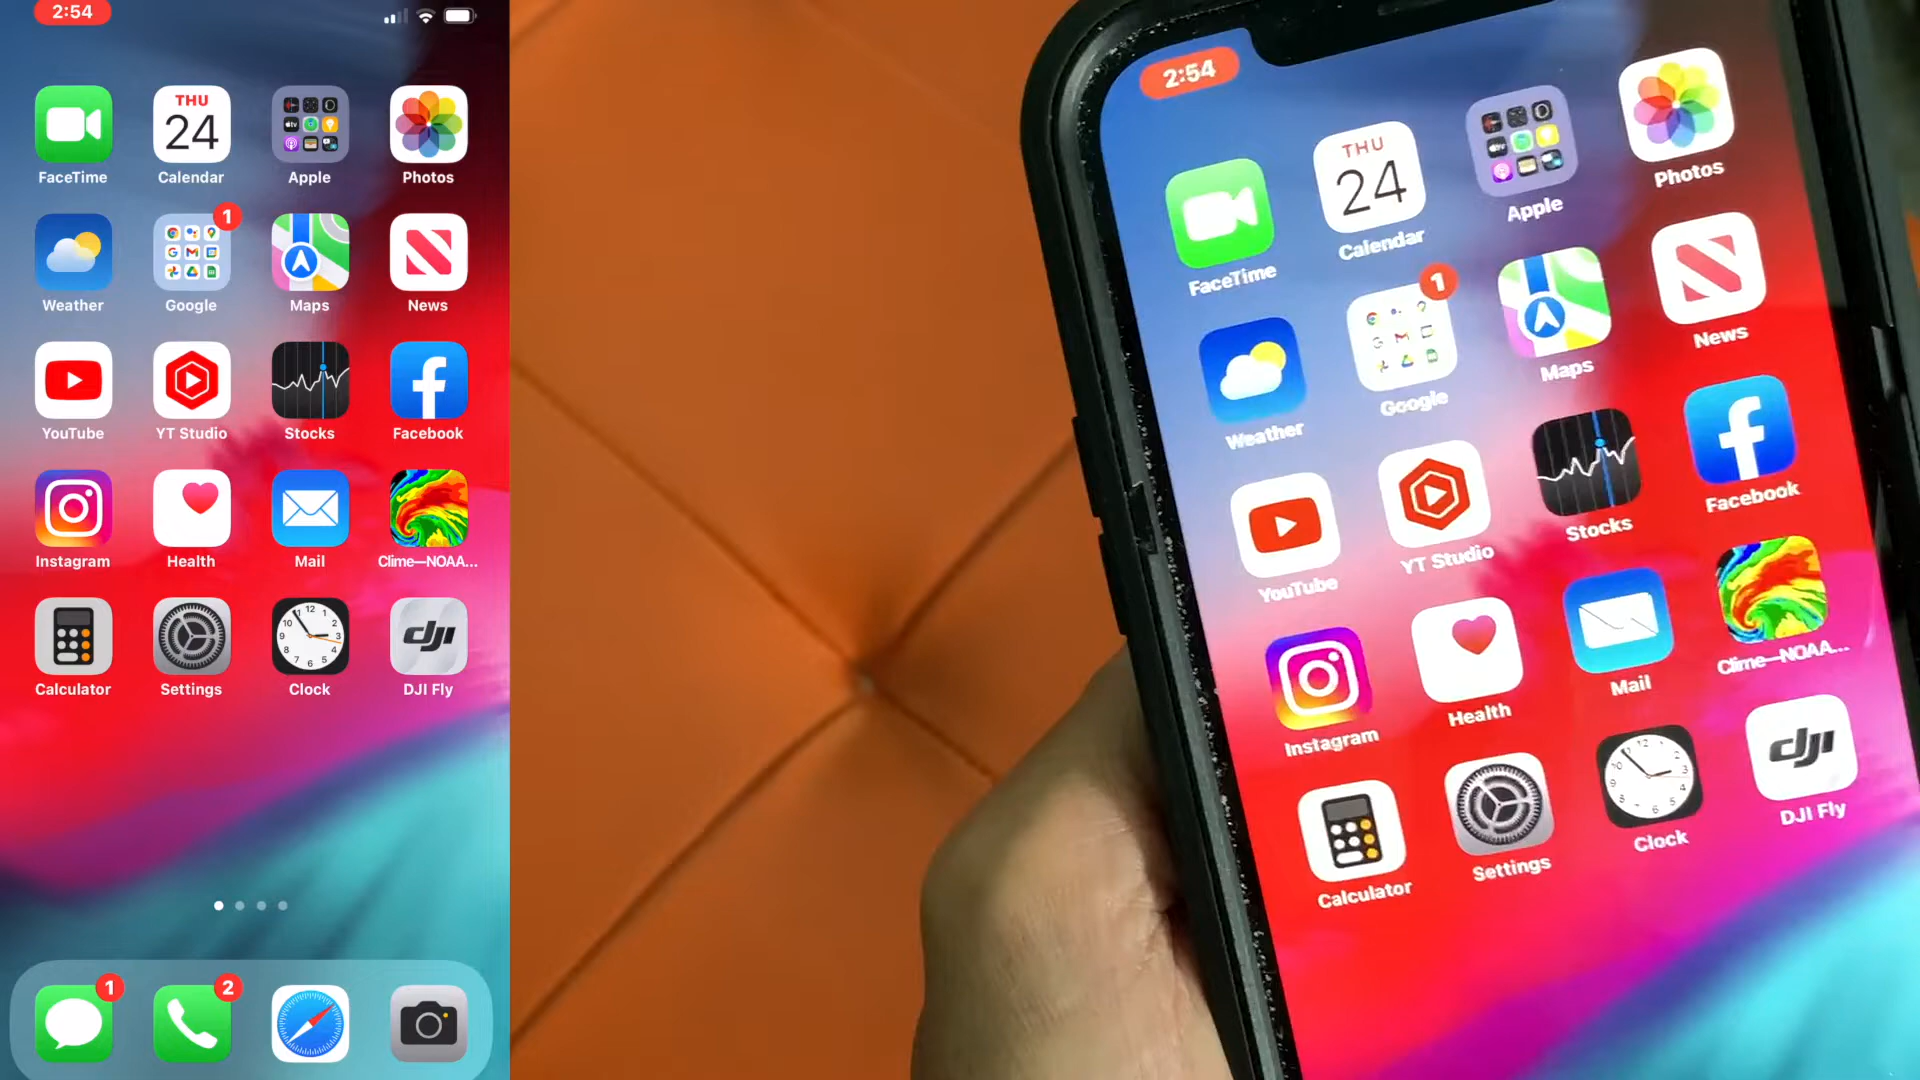 2:54
THU
24
FaceTime
Calendar
Apple
Photos
1
Weather
Google
Maps
News
YouTube
YT Studio
Stocks
Facebook
Instagram
Health
Mail
Clime—NOAA...
dji
Calculator
Settings
Clock
DJI Fly
1
2
2:54
THU
24
FaceTime
Calendar
Apple
Photos
1
Weather
Google
Maps
News
YouTube
YT Studio
Stocks
Facebook
Instagram
Health
Mail
Clime—NOAA...
dji
Calculator
Settings
Clock
DJI Fly